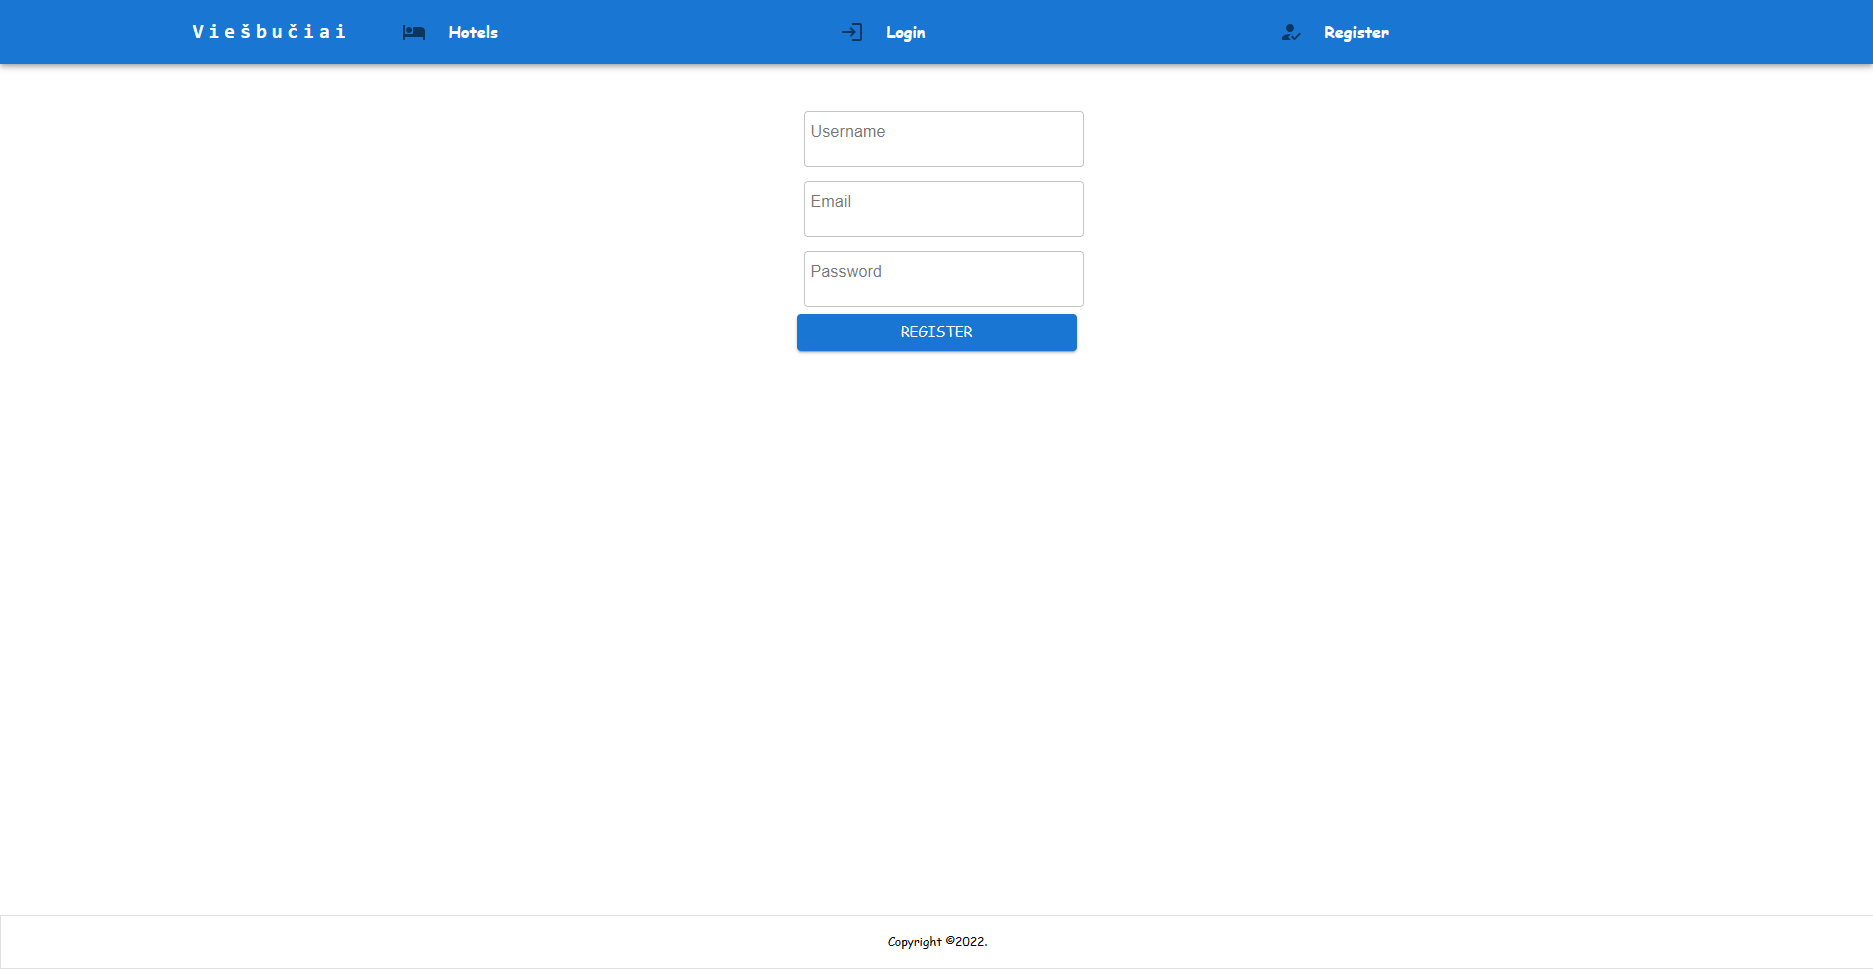 Viešbučiai
Hotels
Login
Register
Username
Email
Password
REGISTER
Copyright ©2022.